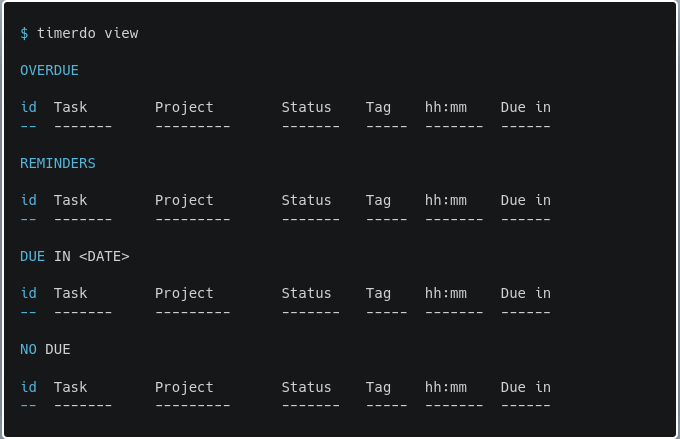 $ timerdo view
OVERDUE
id  Task        Project        Status    Tag    hh:mm    Due in
--  -------     ---------      -------   -----  -------  ------
REMINDERS
id  Task        Project        Status    Tag    hh:mm    Due in
--  -------     ---------      -------   -----  -------  ------
DUE IN <DATE>
id  Task        Project        Status    Tag    hh:mm    Due in
--  -------     ---------      -------   -----  -------  ------
NO DUE
id  Task        Project        Status    Tag    hh:mm    Due in
--  -------     ---------      -------   -----  -------  ------